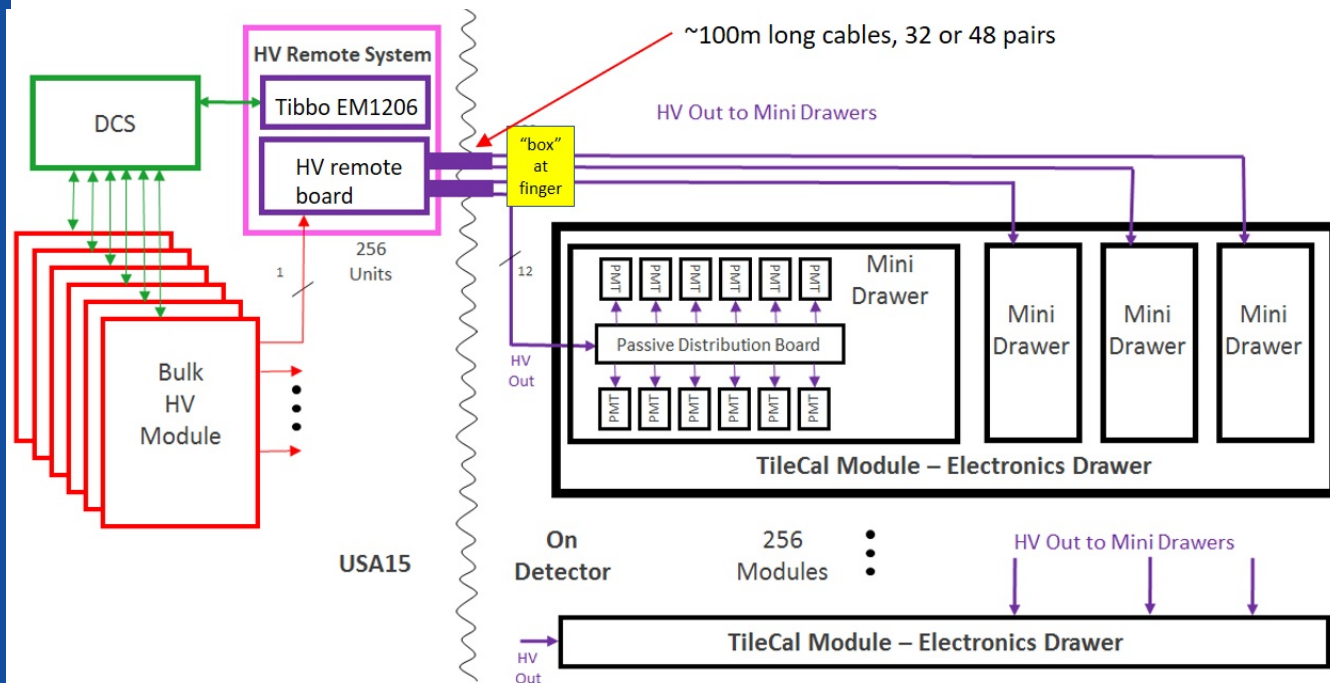 ~100m long cables, 32 or 48 pairs
HV Remote System
Tibbo EM1206
DCS
HV remote
board
"box"
at
finger
HV Out to Mini Drawers
256
Units
1
12
Bulk
HV
Module
PMT
PMT
PMT
PMT
PMT
PMT
Mini
Drawer
Passive Distribution Board
HV
Out
PMT
PMT
PMT
PMT
PMT
PMT
Mini
Drawer
Mini
Drawer
Mini
Drawer
TileCal Module – Electronics Drawer
USA15
On
Detector
256
Modules
HV Out to Mini Drawers
TileCal Module – Electronics Drawer
HV
Out